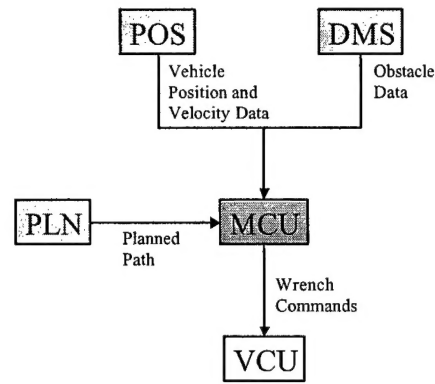 POS
DMS
Vehicle
Position and
Velocity Data
Obstacle
Data
PLN
MCU
Planned
Path
Wrench
Commands
VCU